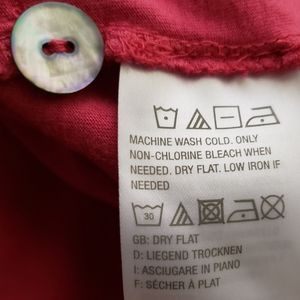 MACHINE WASH COLD. ONLY
NON-CHLORINE BLEACH WHEN
NEEDED. DRY FLAT. LOW IRON IF
NEEDED
30
GB: DRY FLAT
D: LIEGEND TROCKNEN
I: ASCIUGARE IN PIANO
F: SÉCHER À PLAT